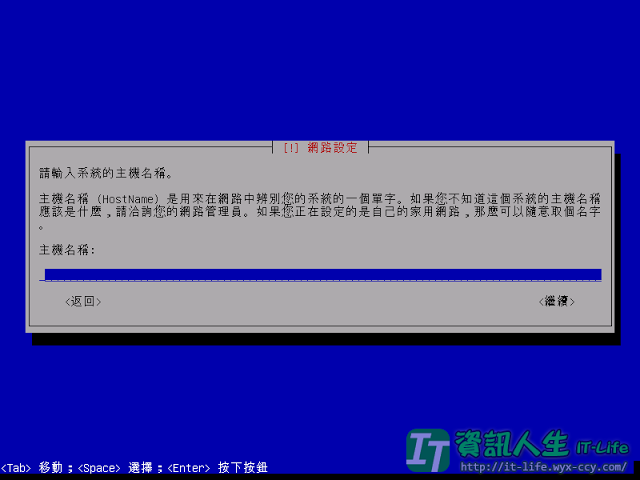 [!] 網路設定
請輸入系統的主機名稱。
主機名稱 (HostName) 是用來在網路中辨別您的系統的一個單字。如果您不知道這個系統的主機名稱
應該是什麼,請洽詢您的網路管理員。如果您正在設定的是自己的家用網路,那麼可以隨意取個名字
。
主機名稱:
<返回> <繼續>
<Tab> 移動;<Space> 選擇;<Enter> 按下按鈕
IT 資訊人生 IT-Life
http://it-life.wyx-ccy.com/